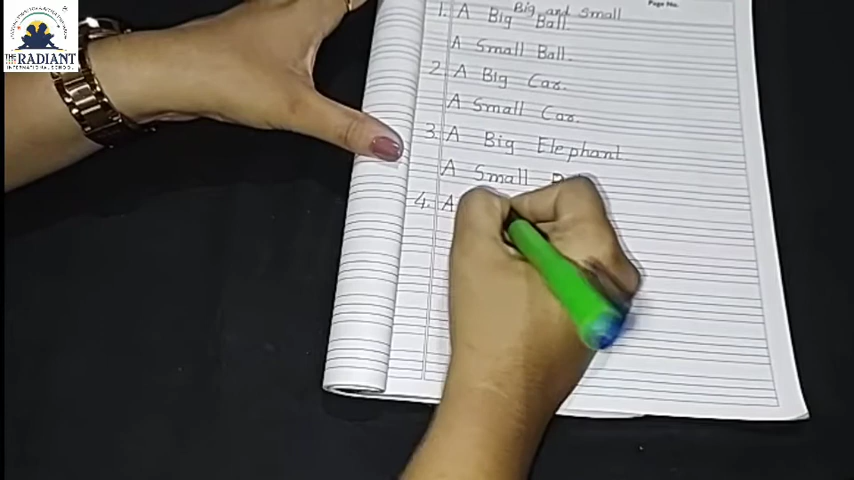 THE RADIANT
INTERNATIONAL SCHOOL
Page No.
Big and Small
1. A Big Ball.
A Small Ball.
2. A Big Car.
A Small Car.
3. A Big Elephant.
A Small
4. A